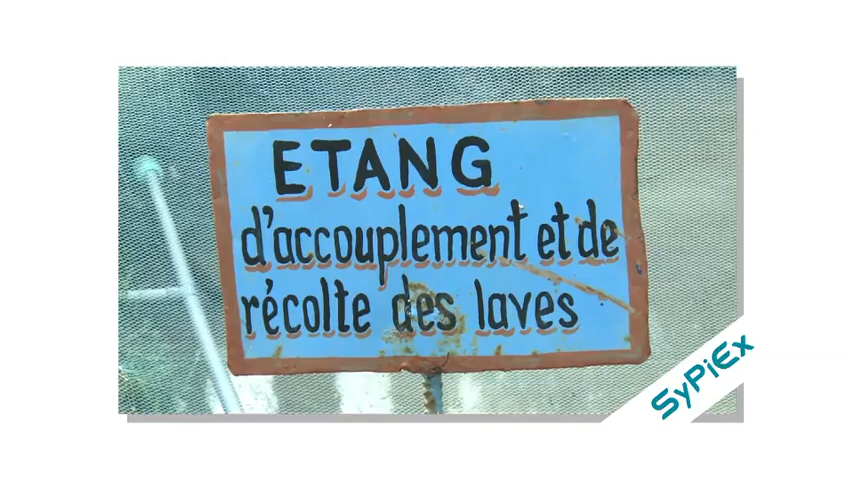 ETANG
d'accouplement et de
récolte des laves
SyPiEx